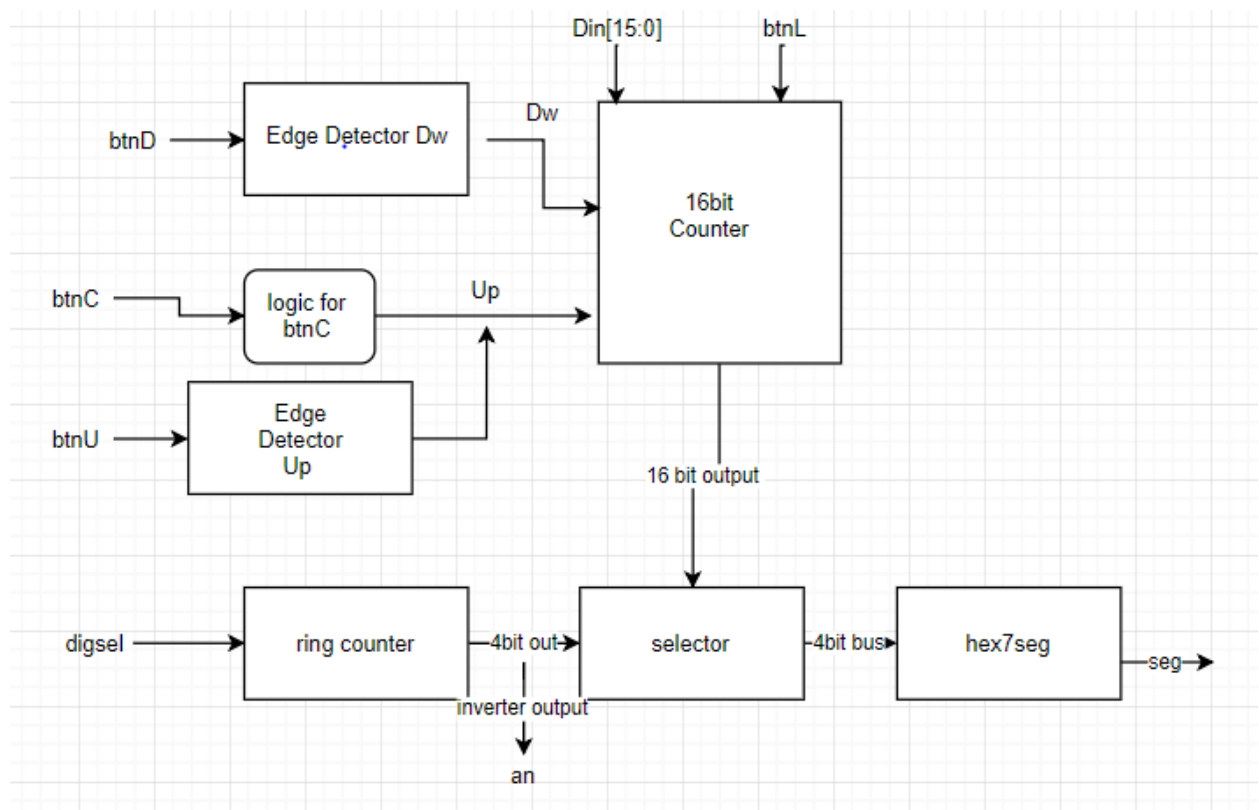 Din[15:0]
btnL
btnD
Edge Detector Dw
Dw
16bit
Counter
btnC
logic for
btnC
Up
btnU
Edge
Detector
Up
16 bit output
digsel
ring counter
4bit out
selector
4bit bus
hex7seg
seg
inverter output
an